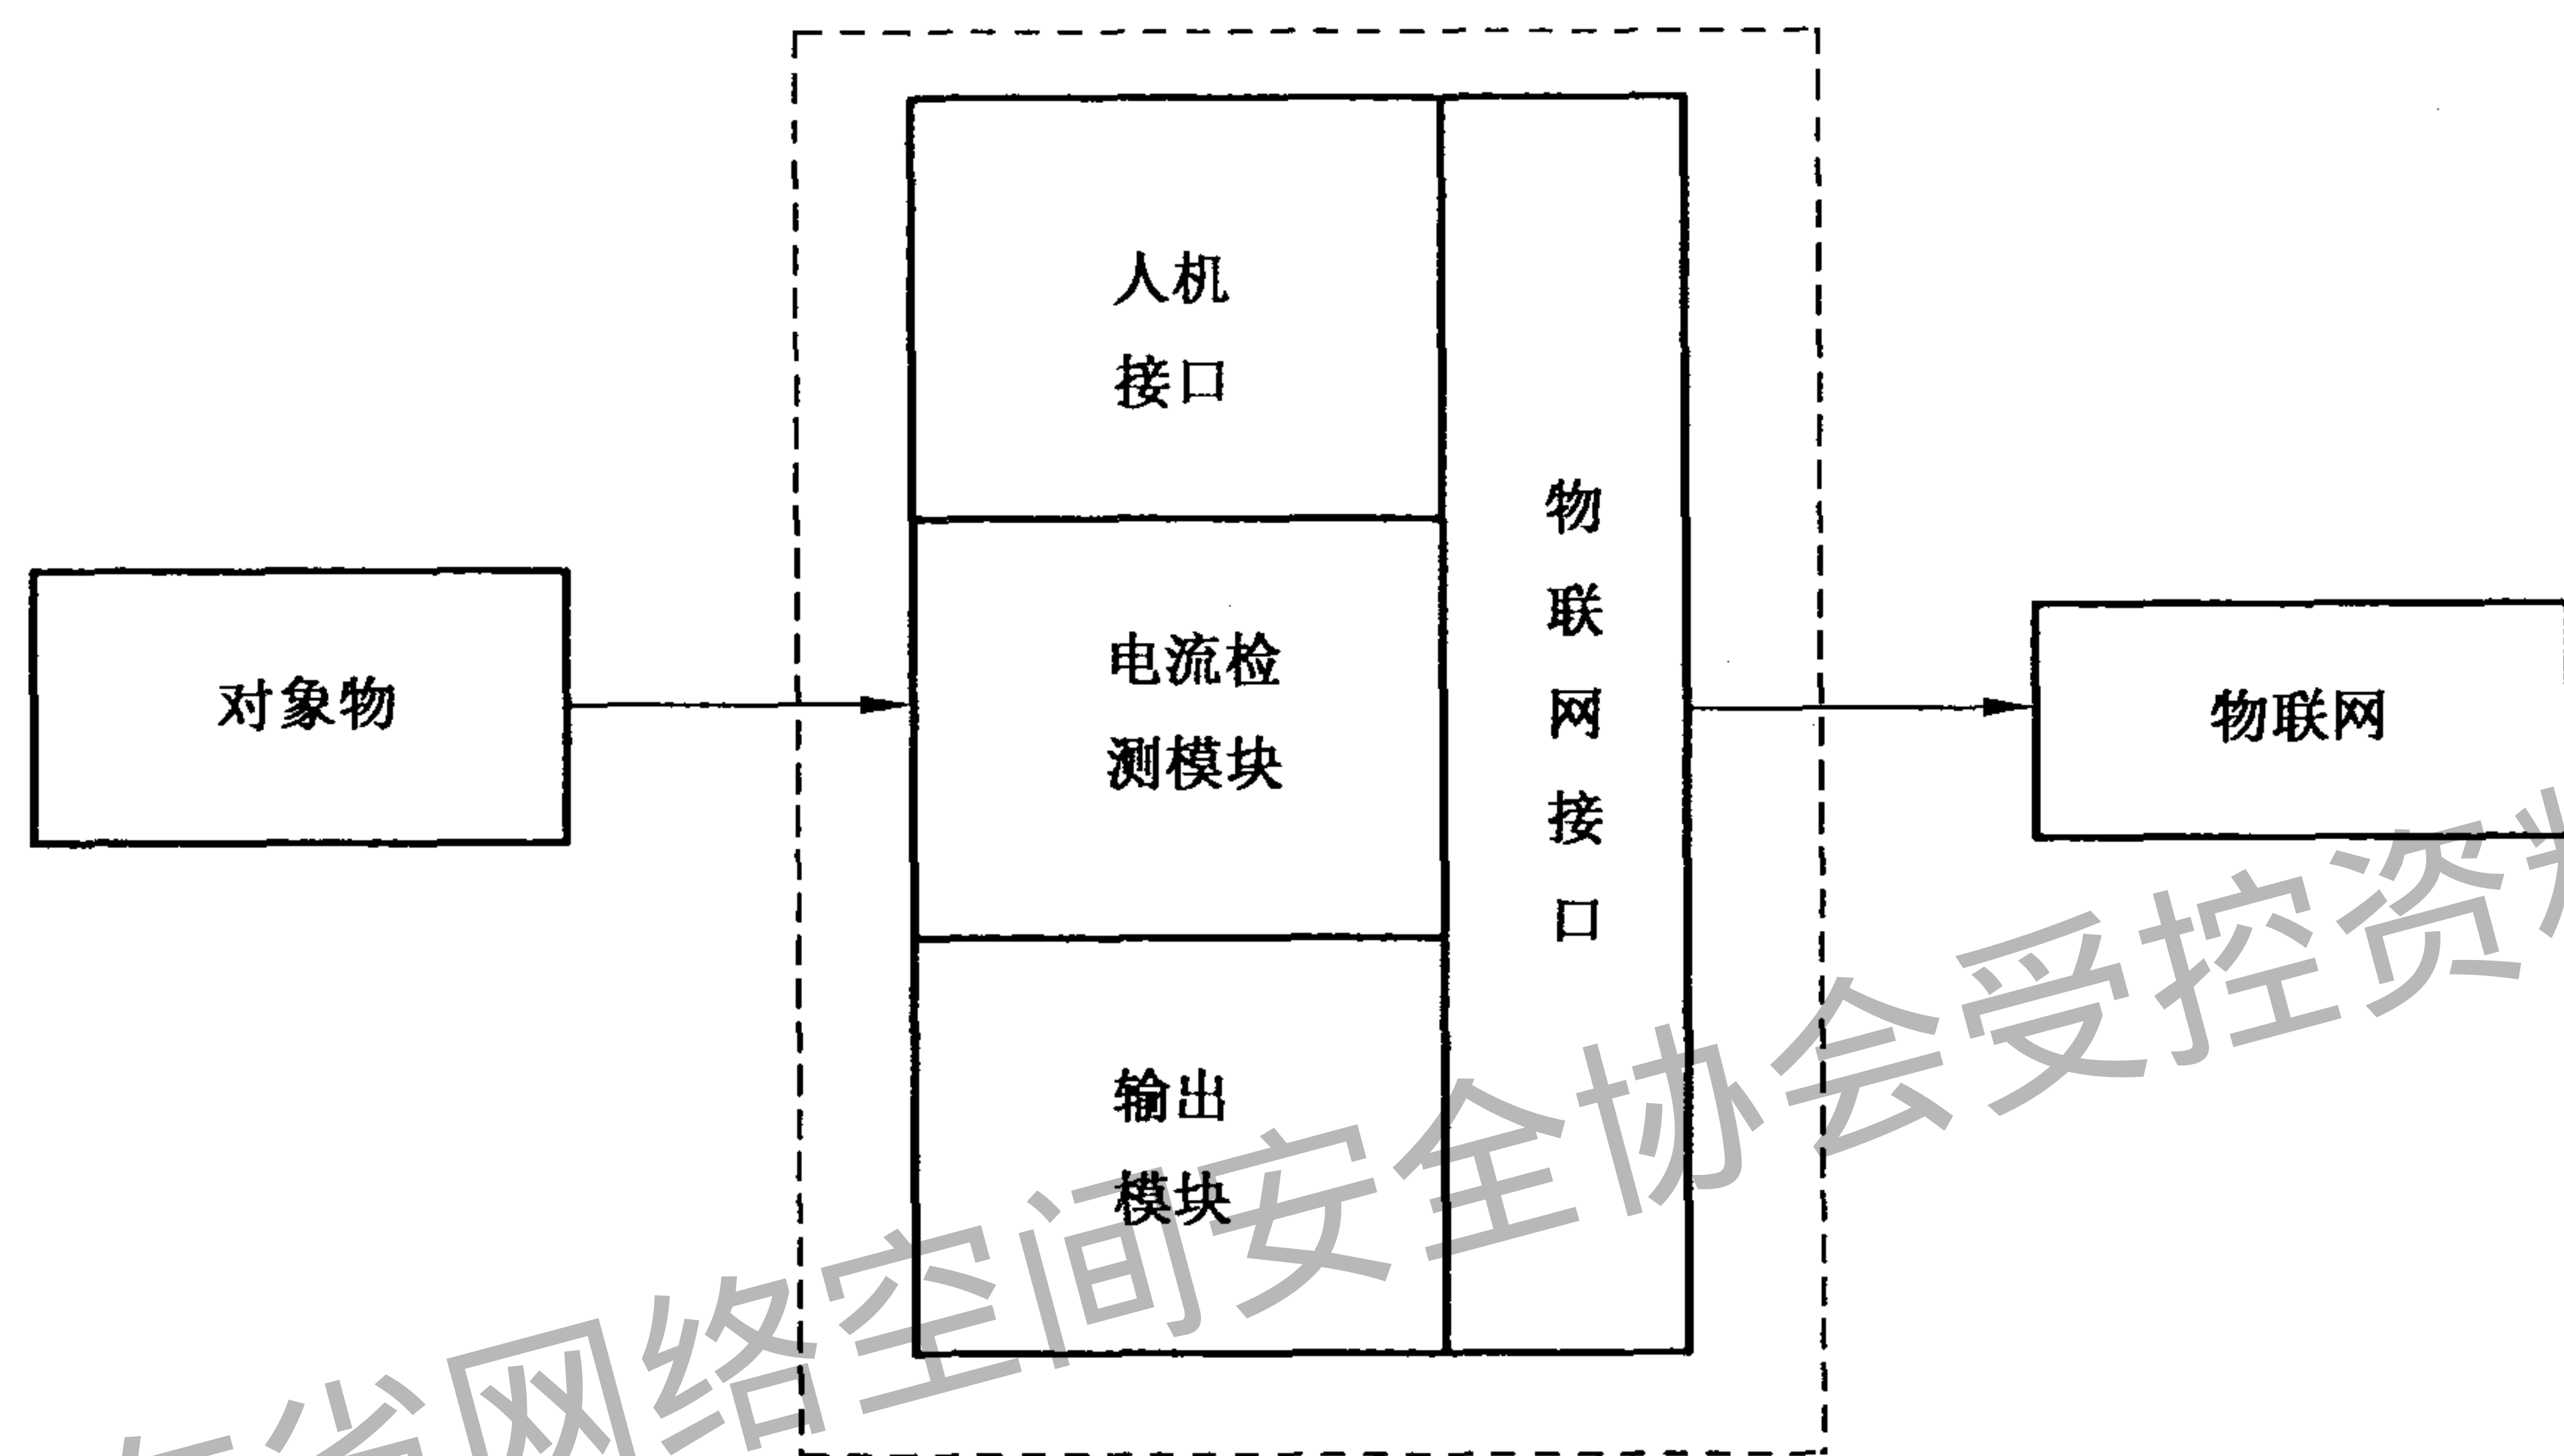 人机
接口
电流检
测模块
输出
模块
物
联
网
接
口
对象物
物联网
省网络空间安全协会受控资